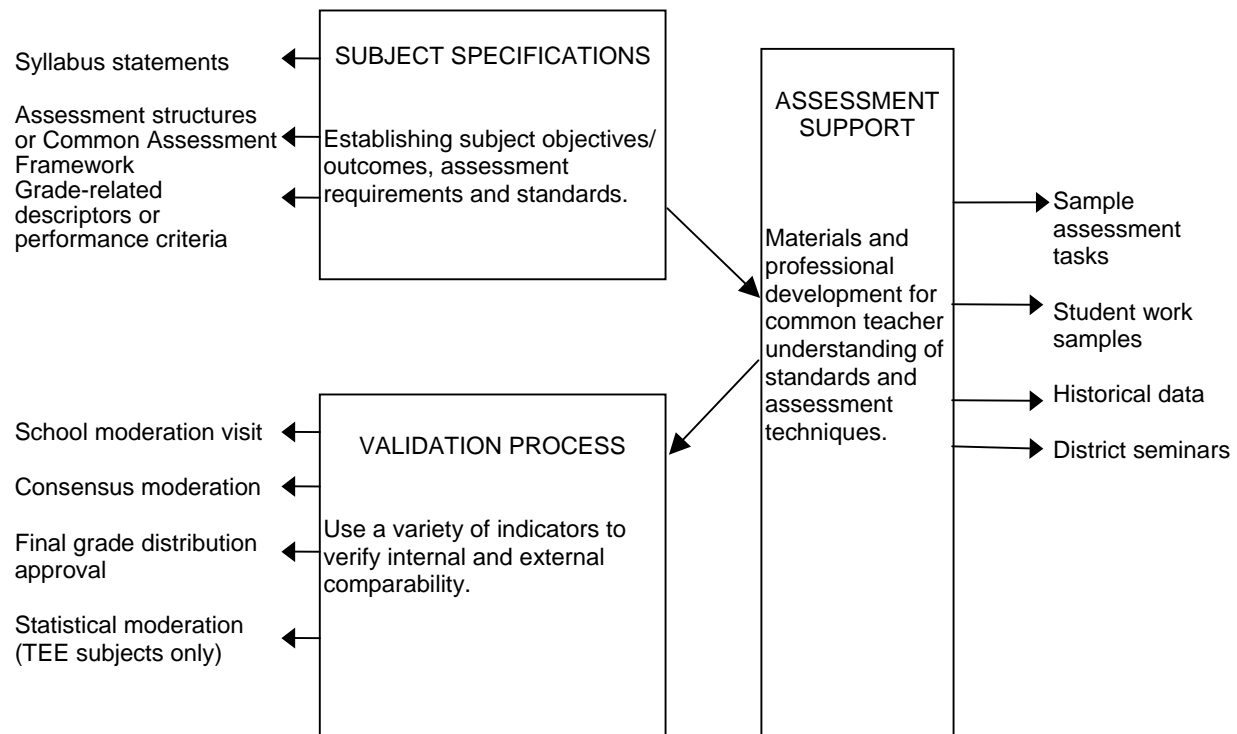 SUBJECT SPECIFICATIONS
Establishing subject objectives/
outcomes, assessment
requirements and standards.
Syllabus statements
Assessment structures
or Common Assessment
Framework
Grade-related
descriptors or
performance criteria
ASSESSMENT
SUPPORT
Materials and
professional
development for
common teacher
understanding of
standards and
assessment
techniques.
Sample
assessment
tasks
Student work
samples
Historical data
District seminars
VALIDATION PROCESS
Use a variety of indicators to
verify internal and external
comparability.
School moderation visit
Consensus moderation
Final grade distribution
approval
Statistical moderation
(TEE subjects only)